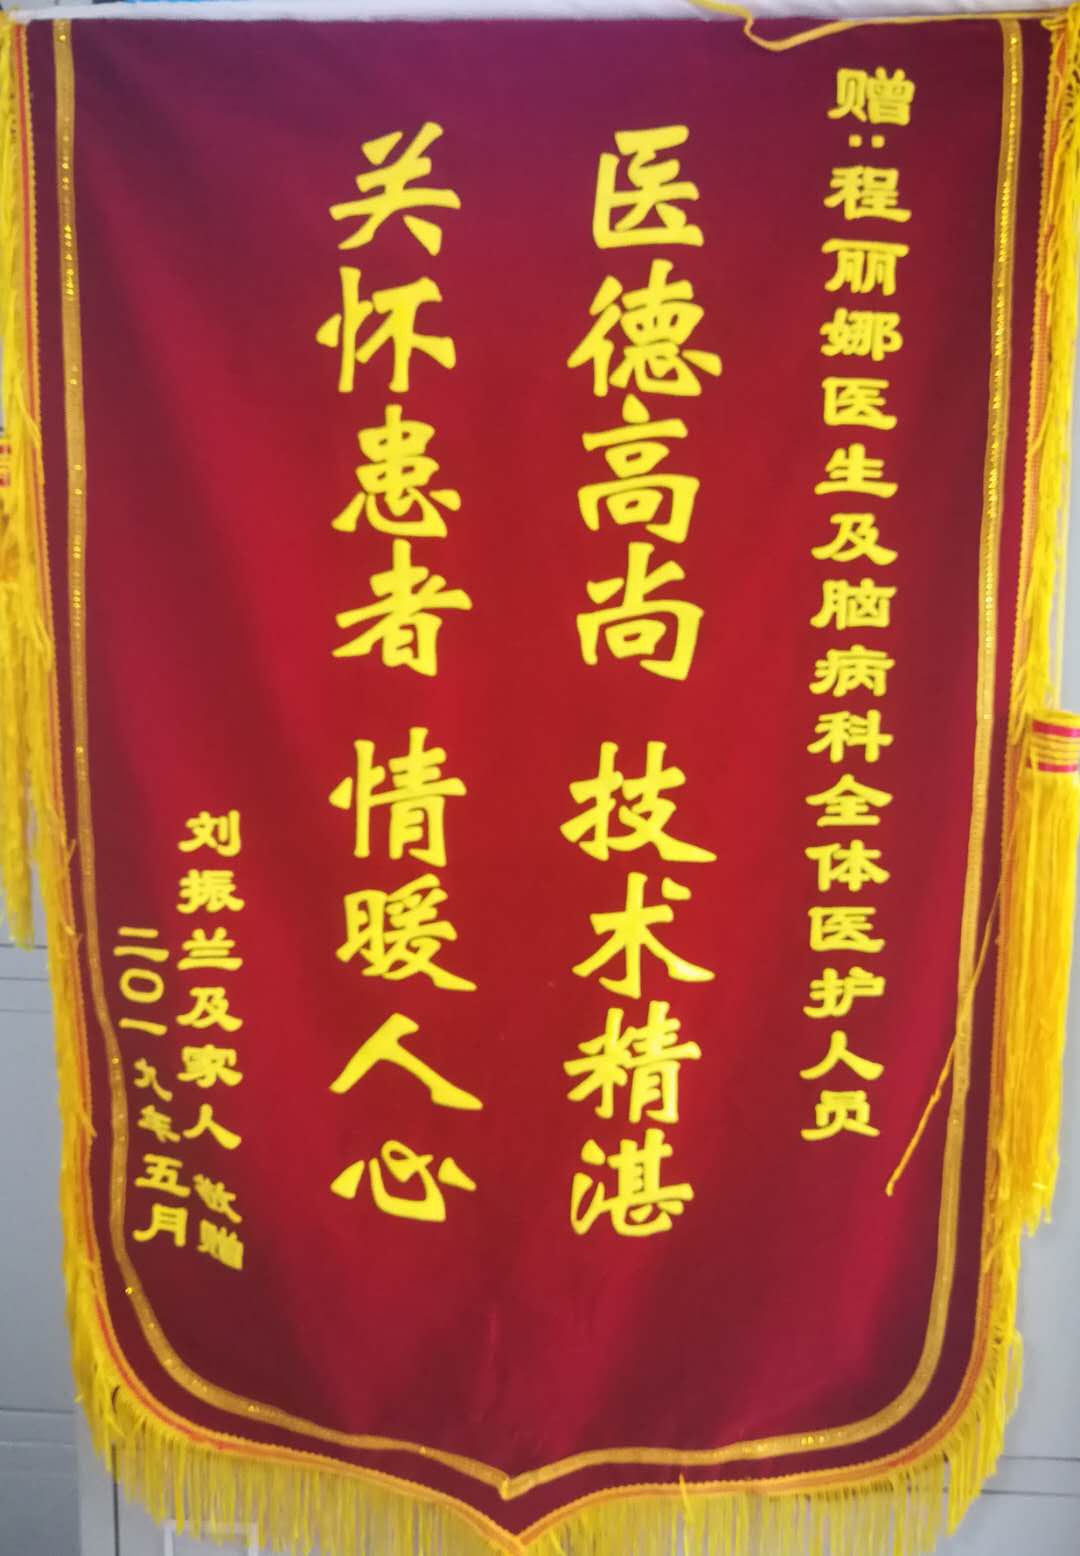 赠:程丽娜医生及脑病科全体医护人员
医德高尚 技术精湛
关怀患者 情暖人心
刘振兰及家人 敬赠
二〇一九年五月